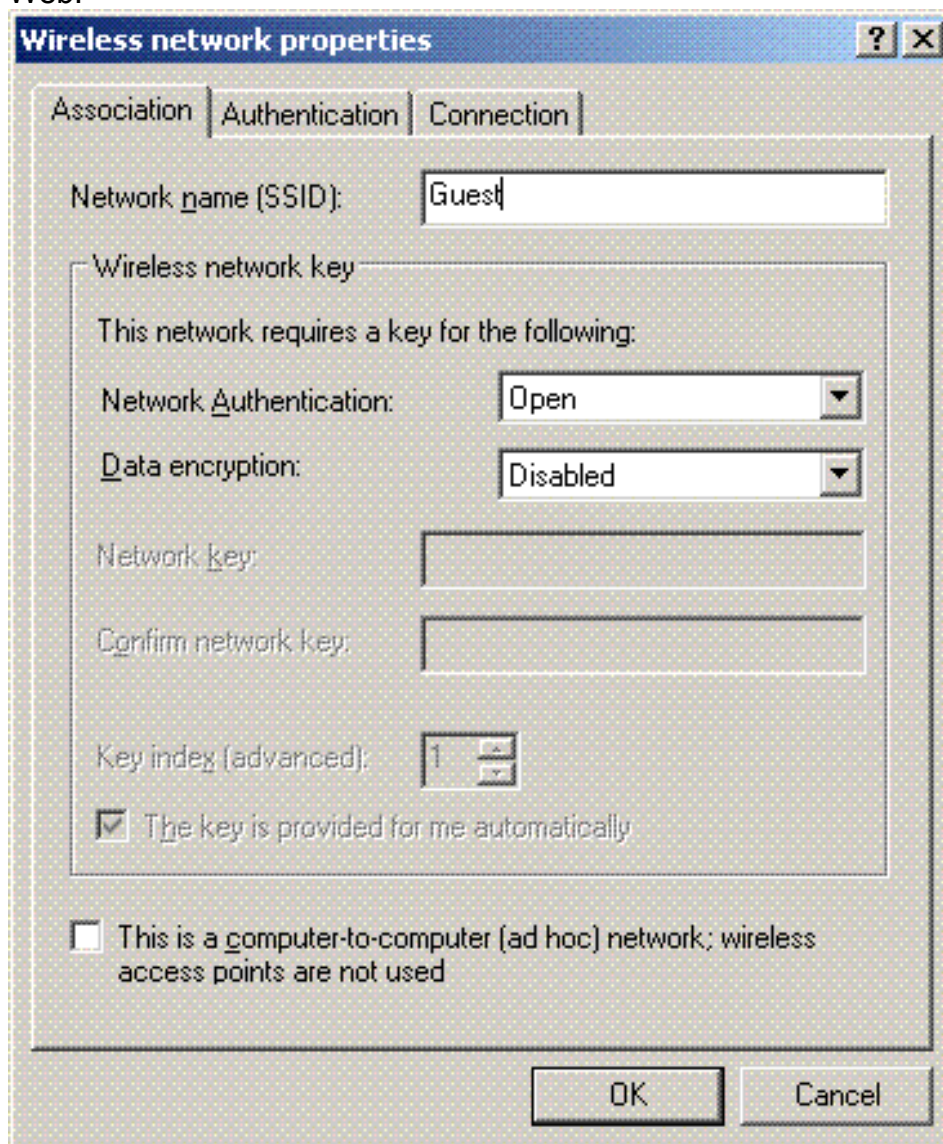 Web.
Wireless network properties
Association Authentication Connection
Network name (SSID): Guest
Wireless network key
This network requires a key for the following:
Network Authentication: Open
Data encryption: Disabled
Network key:
Confirm network key:
Key index (advanced): 1
The key is provided for me automatically
This is a computer-to-computer (ad hoc) network; wireless
access points are not used
OK Cancel